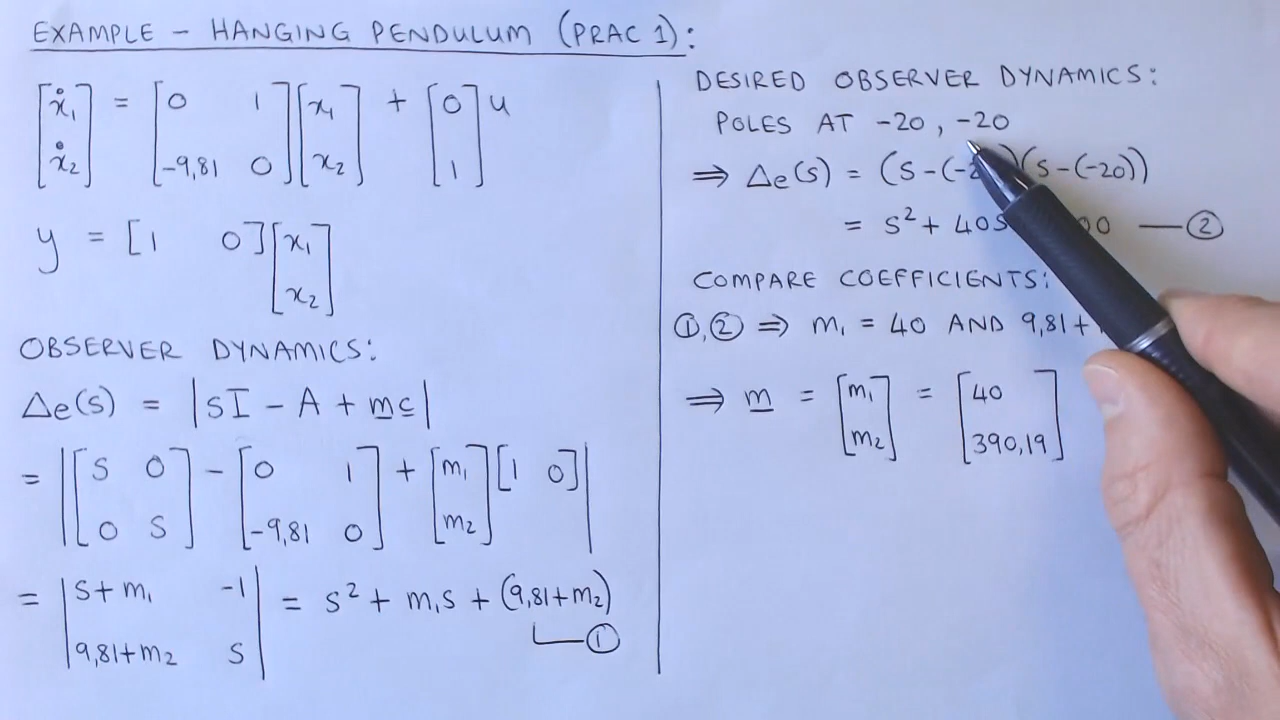 EXAMPLE – HANGING PENDULUM (PRAC 1):
[ẋ₁ ẋ₂] = [0 1 -9,81 0] [x₁ x₂] + [0 1] u
y = [1 0] [x₁ x₂]
OBSERVER DYNAMICS:
Δe(s) = |sI - A + mc|
= |[s 0 0 s] - [0 1 -9,81 0] + [m₁ m₂] [1 0]|
= |s+m₁ -1 9,81+m₂ s| = s² + m₁s + (9,81+m₂)
①
DESIRED OBSERVER DYNAMICS:
POLES AT -20, -20
⇒ Δe(s) = (s-(-2 )(s-(-20))
= s² + 40s 00 — ②
COMPARE COEFFICIENTS:
①,② ⇒ m₁ = 40 AND 9,81+
⇒ m = [m₁ m₂] = [40 390,19]